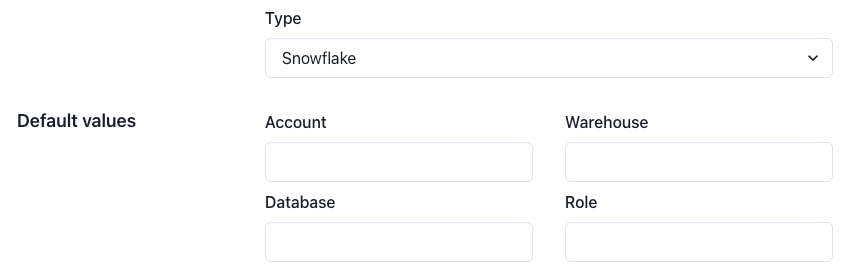 Type
Snowflake
Default values
Account
Warehouse
Database
Role